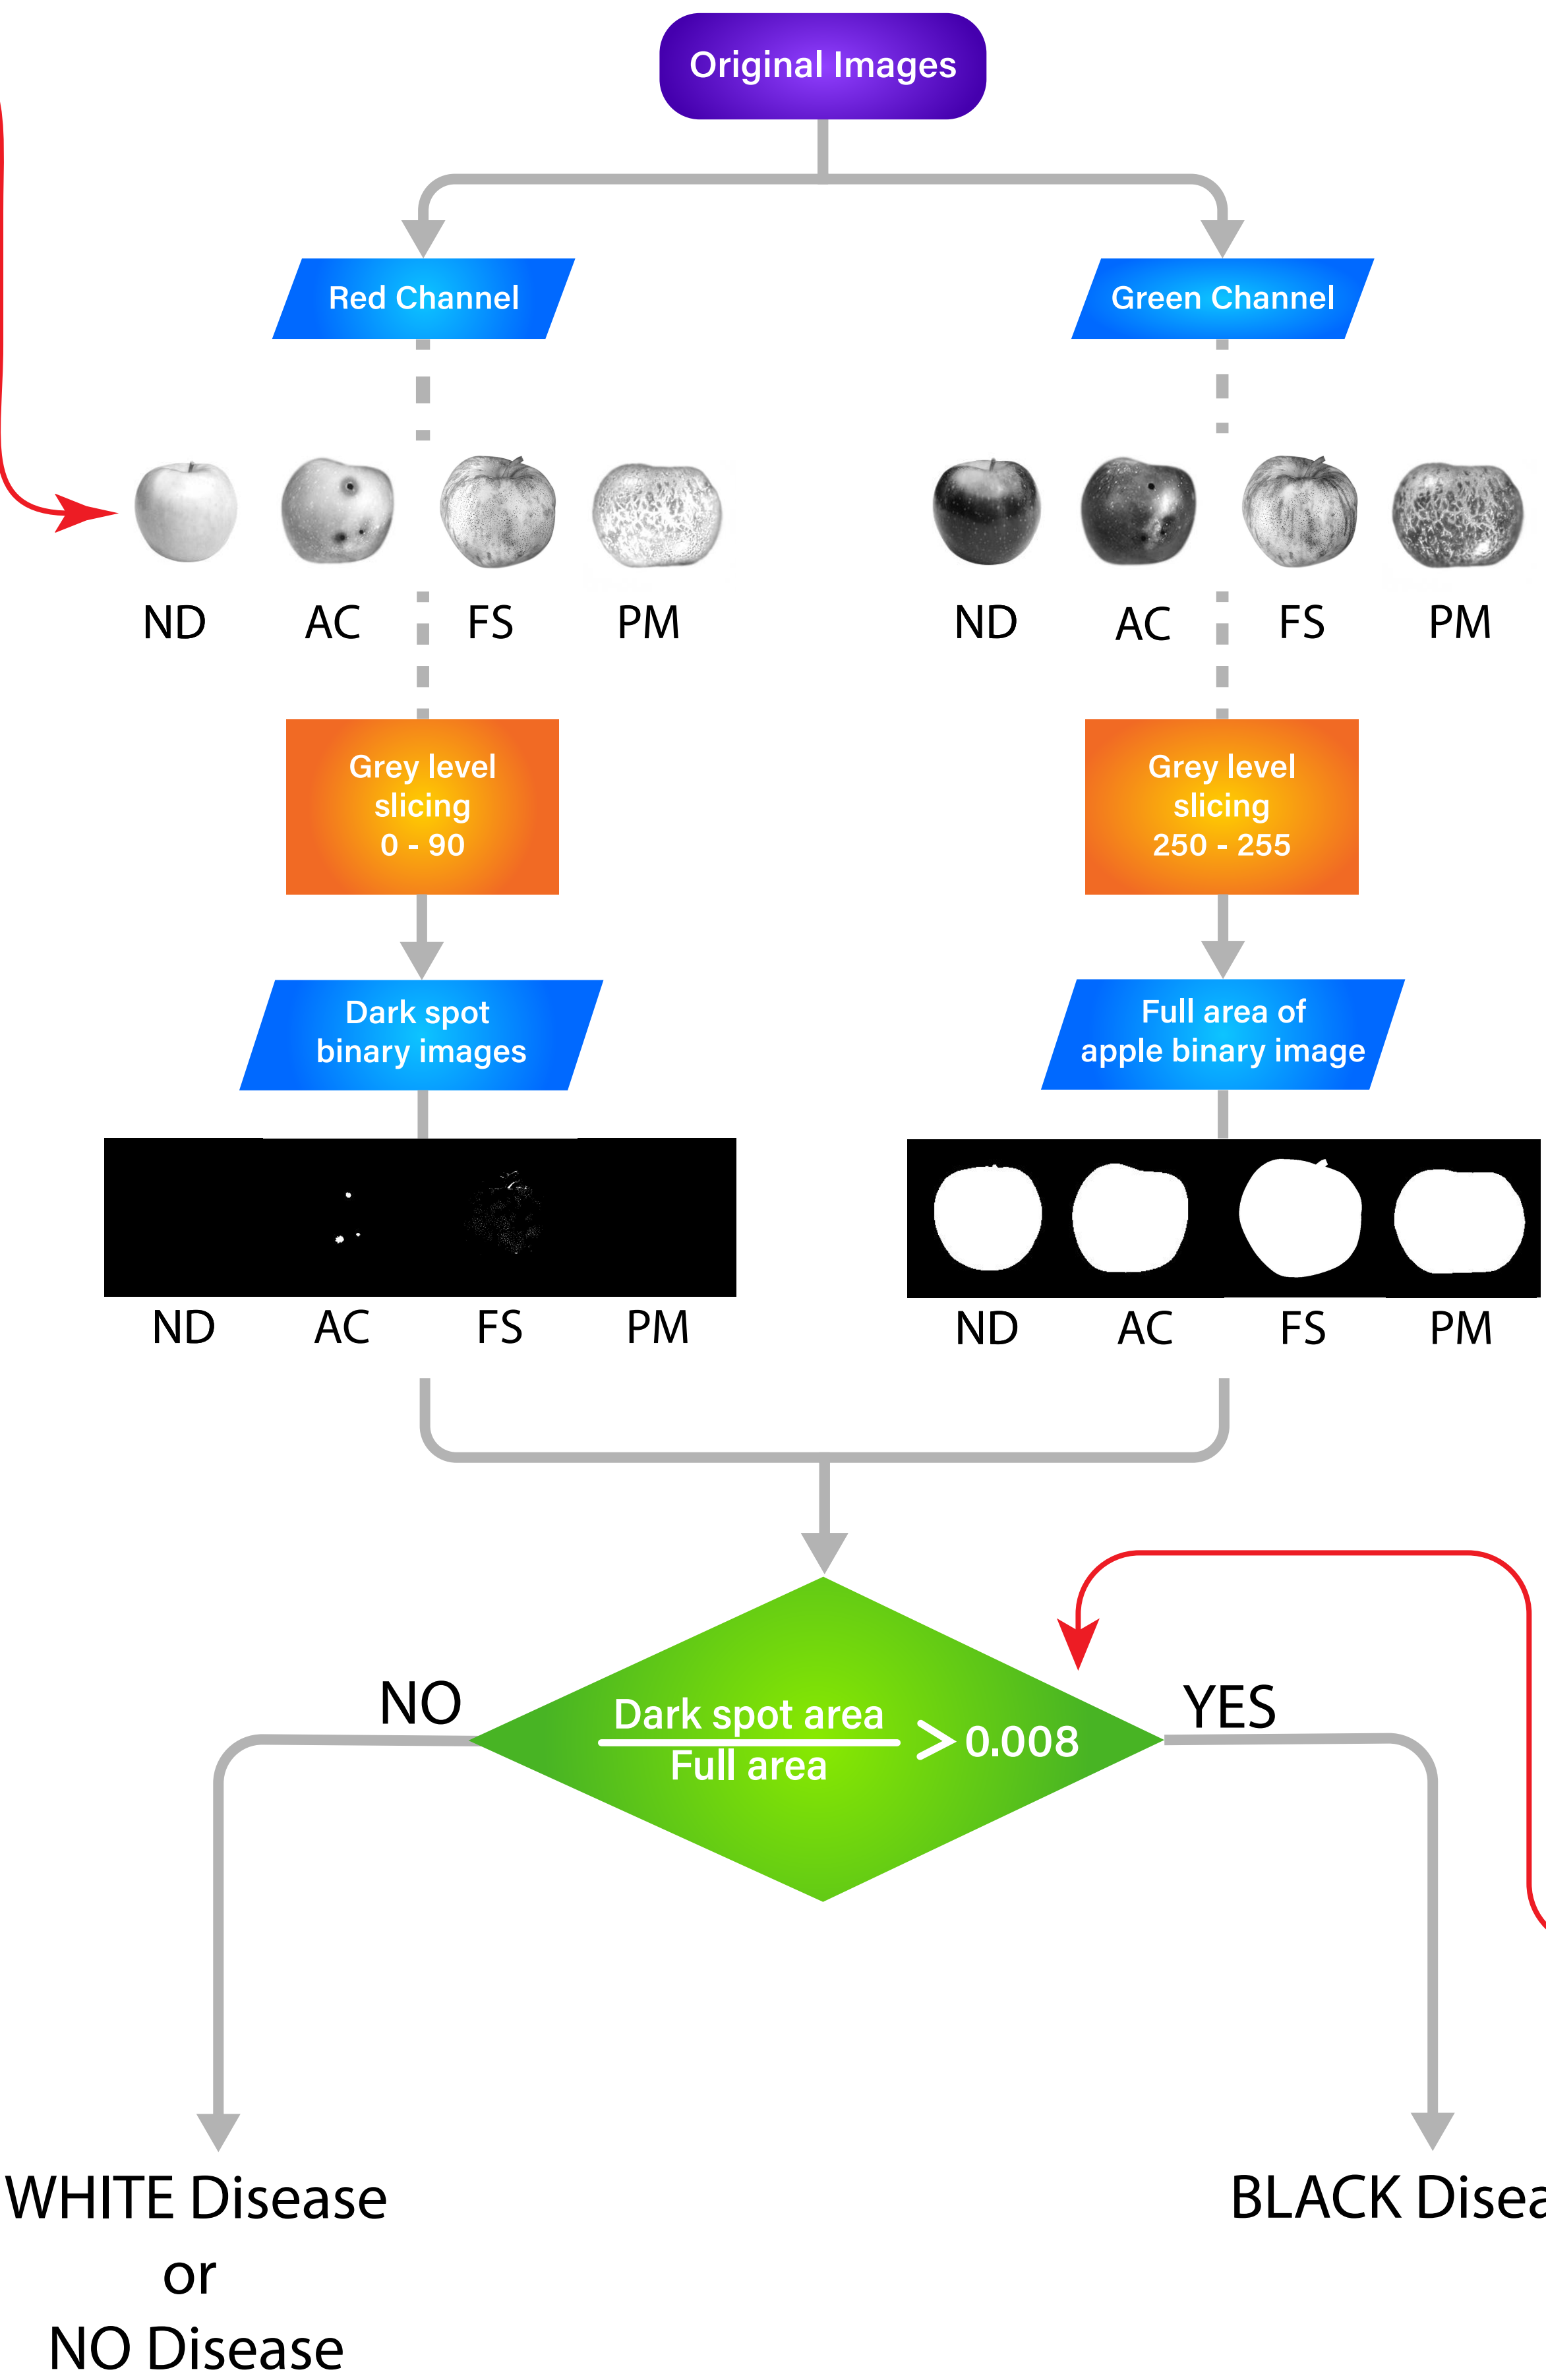 Original Images
Red Channel
Green Channel
ND AC FS PM
ND AC FS PM
Grey level
slicing
0 - 90
Grey level
slicing
250 - 255
Dark spot
binary images
Full area of
apple binary image
ND AC FS PM
ND AC FS PM
NO
YES
Dark spot area
Full area
> 0.008
WHITE Disease
or
NO Disease
BLACK Disea